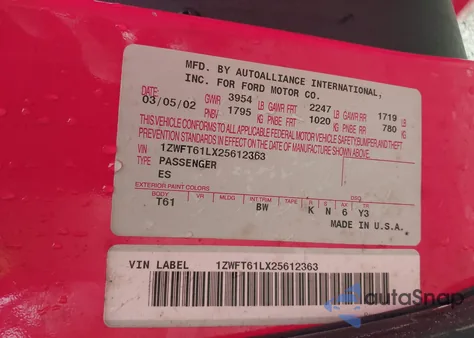 MFD. BY AUTOALLIANCE INTERNATIONAL,
INC. FOR FORD MOTOR CO.
DATE: 03/05/02 GVWR 3954 LB GAWR FRT 2247 LB GAWR RR 1719 LB
PNBV 1795 KG PNBE FRT 1020 KG PNBE RR 780 KG
THIS VEHICLE CONFORMS TO ALL APPLICABLE FEDERAL MOTOR VEHICLE SAFETY, BUMPER AND THEFT
PREVENTION STANDARDS IN EFFECT ON THE DATE OF MANUFACTURE SHOWN ABOVE.
VIN 1ZWFT61LX25612363
TYPE PASSENGER
ES
EXTERIOR PAINT COLORS DSO
BODY VR MLDG INT.TRIM TAPE R S AX TR
T61 BW K N 6 Y3
MADE IN U.S.A.
VIN LABEL 1ZWFT61LX25612363
autoSnap